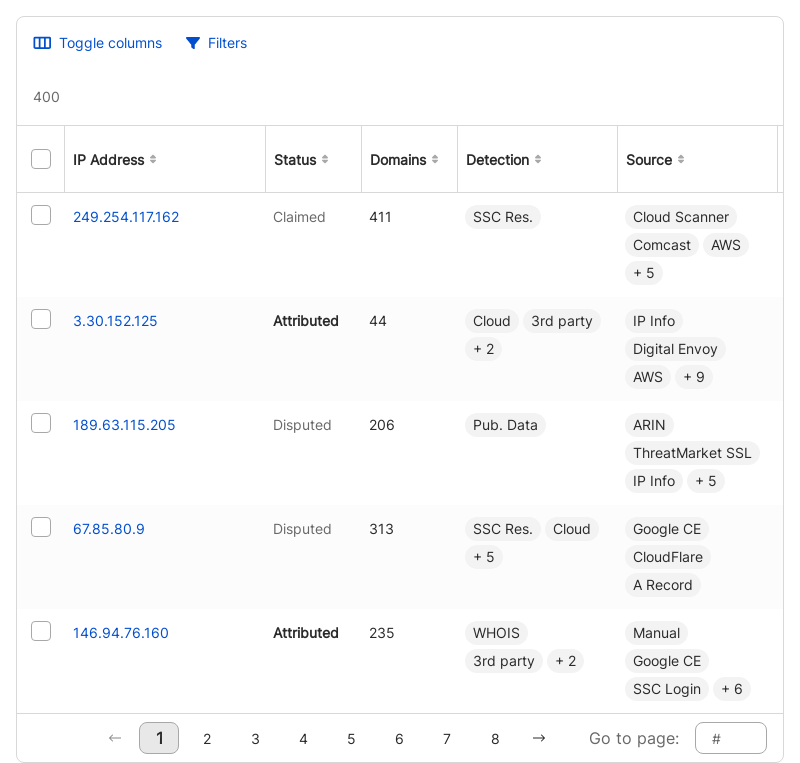 Toggle columns Filters
400
IP Address Status Domains Detection Source
249.254.117.162 Claimed 411 SSC Res. Cloud Scanner
Comcast AWS
+ 5
3.30.152.125 Attributed 44 Cloud 3rd party IP Info
+ 2 Digital Envoy
AWS + 9
189.63.115.205 Disputed 206 Pub. Data ARIN
ThreatMarket SSL
IP Info + 5
67.85.80.9 Disputed 313 SSC Res. Cloud Google CE
+ 5 CloudFlare
A Record
146.94.76.160 Attributed 235 WHOIS Manual
3rd party + 2 Google CE
SSC Login + 6
← 1 2 3 4 5 6 7 8 → Go to page: #